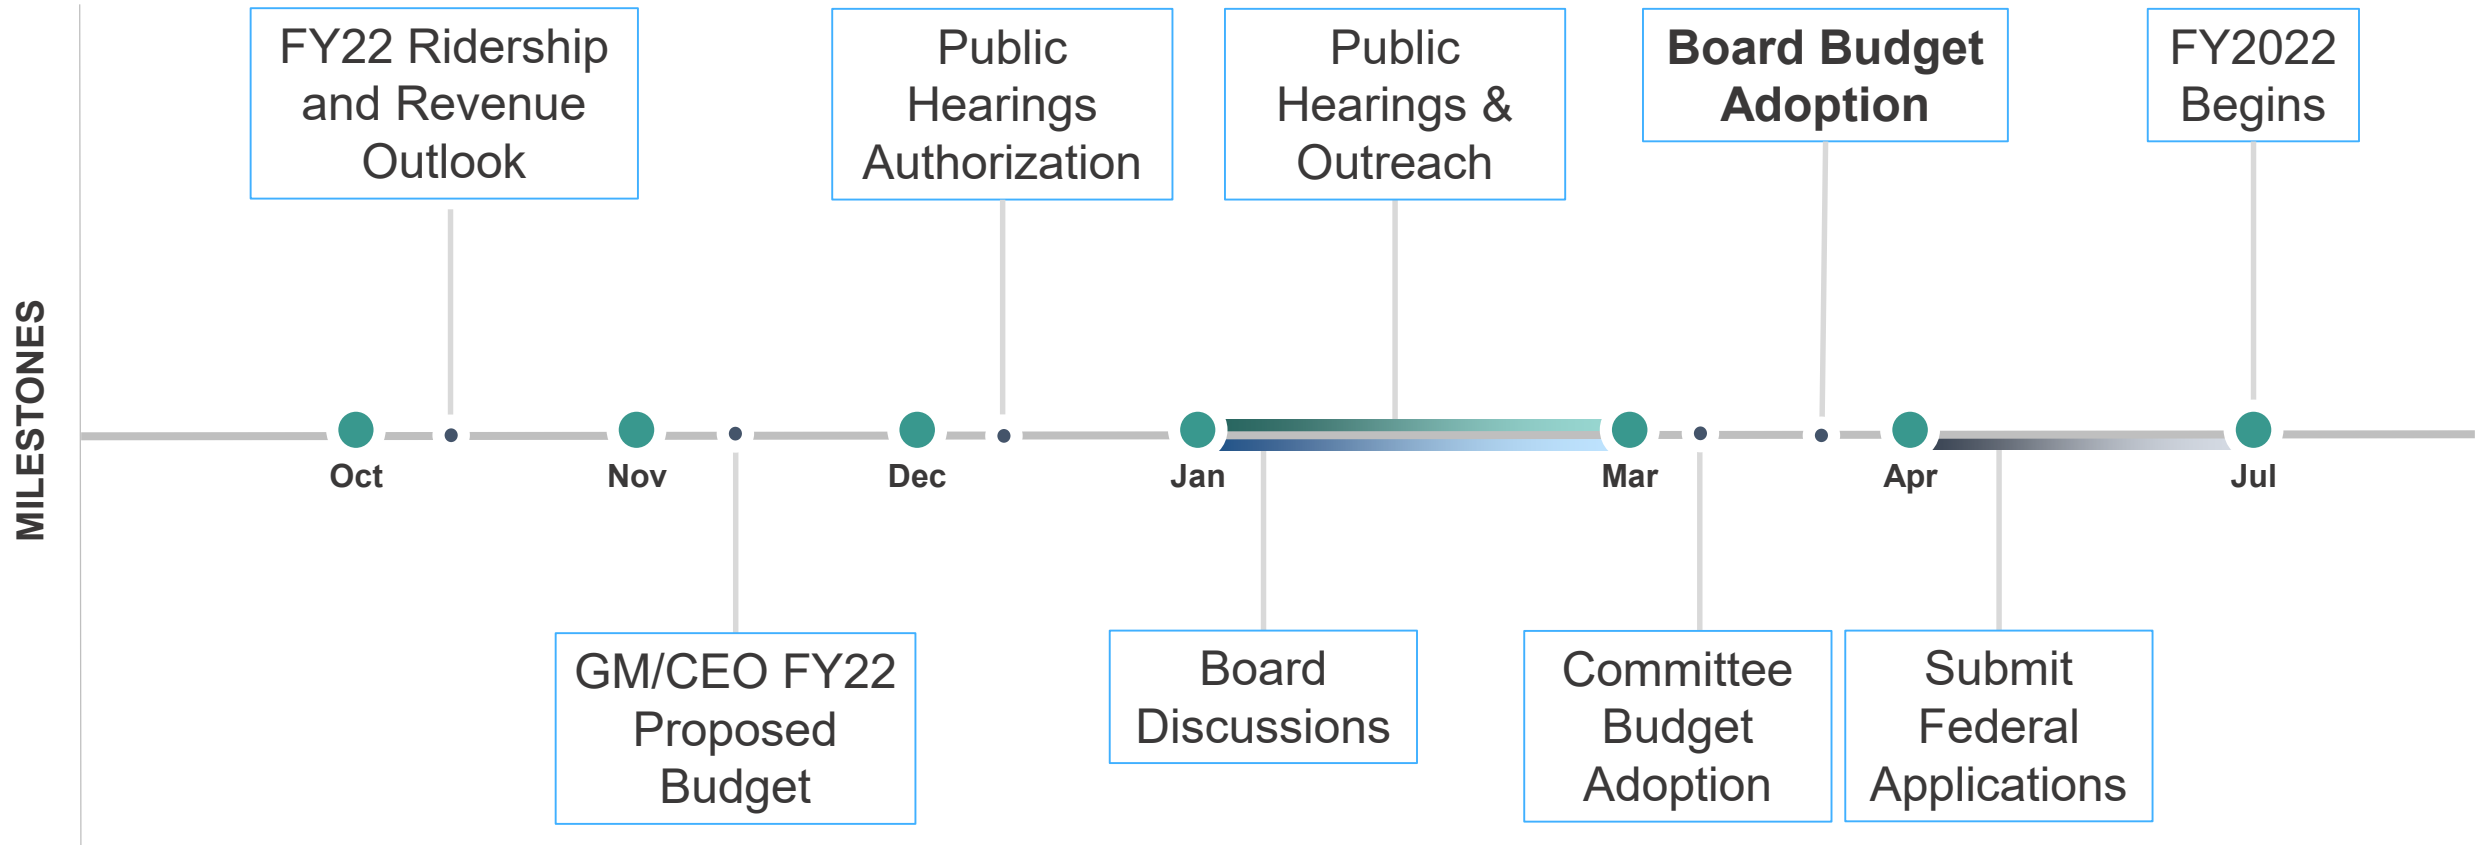 MILESTONES
FY22 Ridership
and Revenue
Outlook
Public
Hearings
Authorization
Public
Hearings &
Outreach
Board Budget
Adoption
FY2022
Begins
Oct
Nov
Dec
Jan
Mar
Apr
Jul
GM/CEO FY22
Proposed
Budget
Board
Discussions
Committee
Budget
Adoption
Submit
Federal
Applications